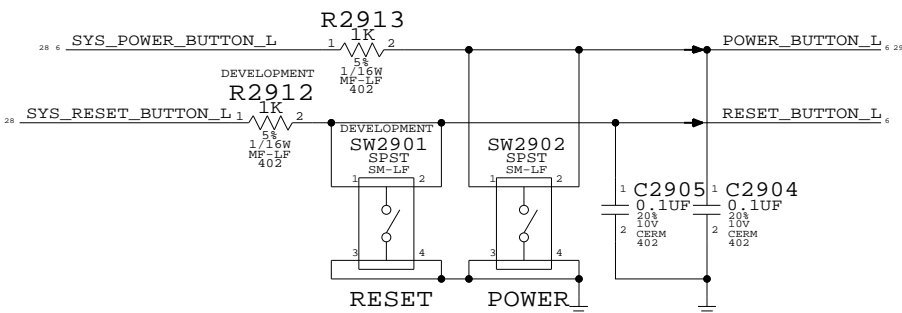 R2913
28 6 SYS_POWER_BUTTON_L 1 1K 2 POWER_BUTTON_L 6 29
5%
1/16W
MF-LF
402
DEVELOPMENT
R2912
28 SYS_RESET_BUTTON_L 1 1K 2 RESET_BUTTON_L 6
5%
1/16W
MF-LF
402
DEVELOPMENT
SW2901
SPST
SM-LF
1 2
3 4
RESET
SW2902
SPST
SM-LF
1 2
3 4
POWER
1 C2905
0.1UF
20%
10V
2 CERM
402
1 C2904
0.1UF
20%
10V
2 CERM
402